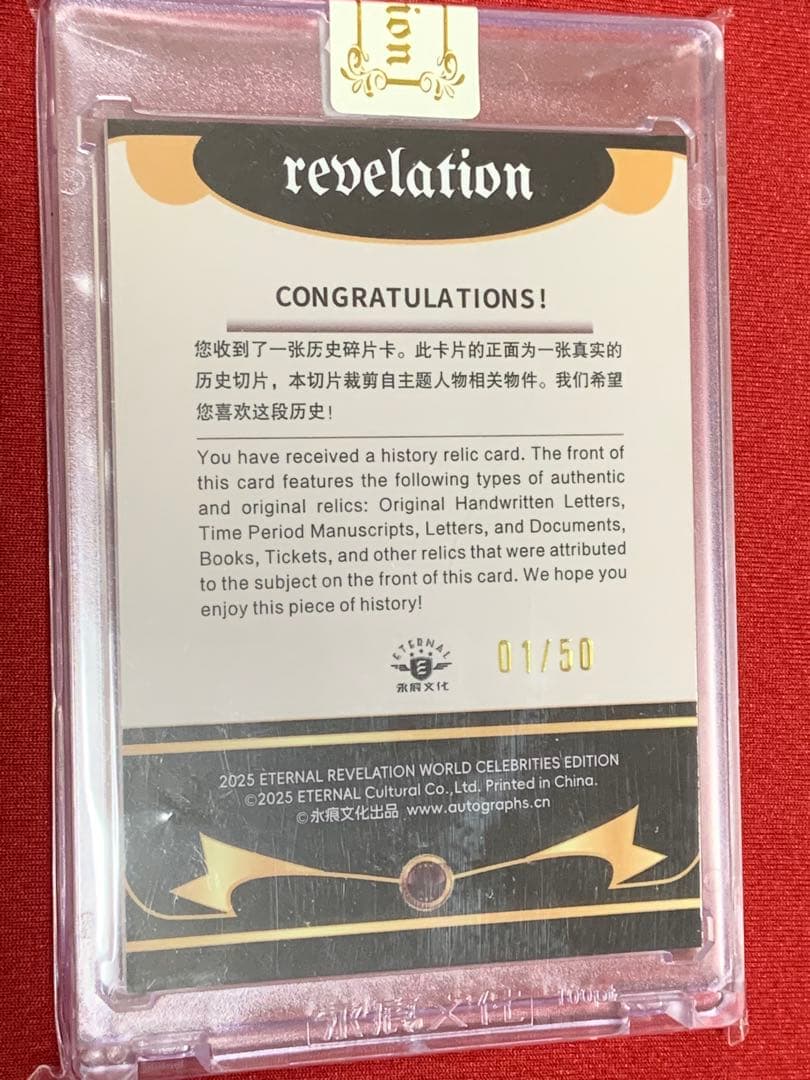 ion
revelation
CONGRATULATIONS!
您收到了一张历史碎片卡。此卡片的正面为一张真实的
历史切片，本切片裁剪自主题人物相关物件。我们希望
您喜欢这段历史！
You have received a history relic card. The front of
this card features the following types of authentic
and original relics: Original Handwritten Letters,
Time Period Manuscripts, Letters, and Documents,
Books, Tickets, and other relics that were attributed
to the subject on the front of this card. We hope you
enjoy this piece of history!
ETERNAL
永痕文化
01/50
2025 ETERNAL REVELATION WORLD CELEBRITIES EDITION
©2025 ETERNAL Cultural Co.,Ltd. Printed in China.
©永痕文化出品 www.autographs.cn
永痕文化